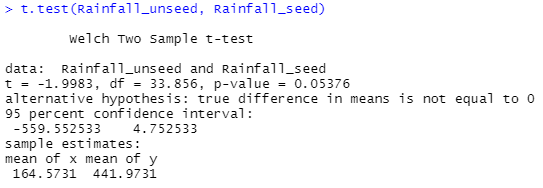 > t.test(Rainfall_unseed, Rainfall_seed)
Welch Two Sample t-test
data:  Rainfall_unseed and Rainfall_seed
t = -1.9983, df = 33.856, p-value = 0.05376
alternative hypothesis: true difference in means is not equal to 0
95 percent confidence interval:
-559.552533    4.752533
sample estimates:
mean of x mean of y
164.5731  441.9731